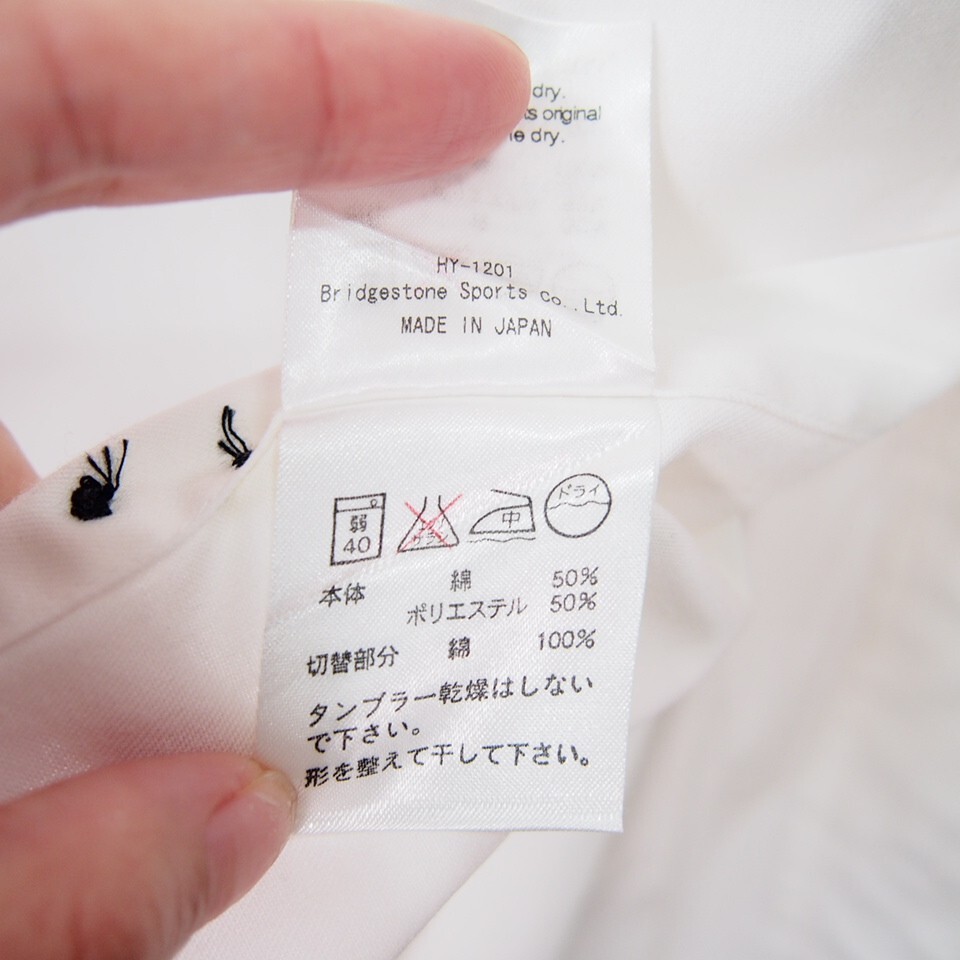 dry.
ts original
dry.
HY-1201
Bridgestone Sports co.,Ltd.
MADE IN JAPAN
弱
40
中
ドライ
本体 綿 50%
ポリエステル 50%
切替部分 綿 100%
タンブラー乾燥はしない
で下さい。
形を整えて干して下さい。